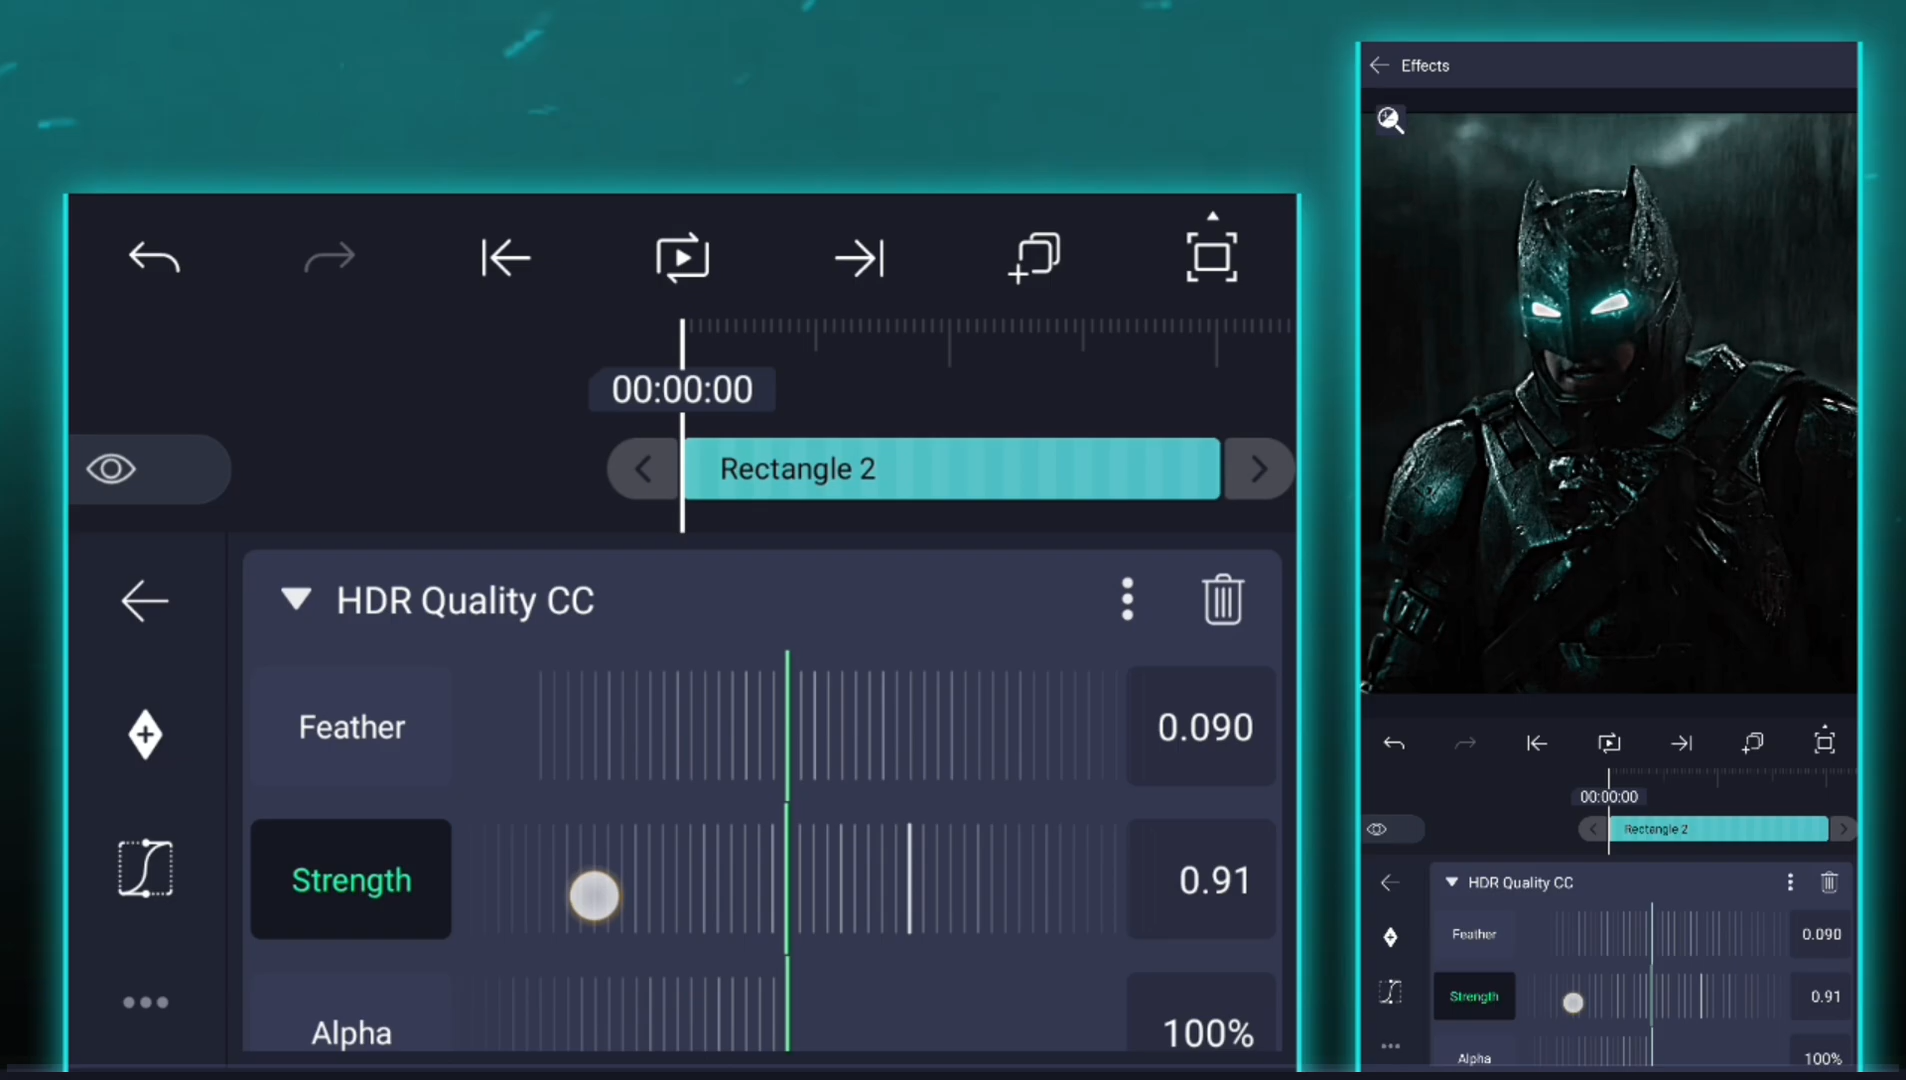 00:00:00
Rectangle 2
HDR Quality CC
Feather
0.090
Strength
0.91
Alpha
100%
Effects
00:00:00
Rectangle 2
HDR Quality CC
Feather
0.090
Strength
0.91
Alpha
100%